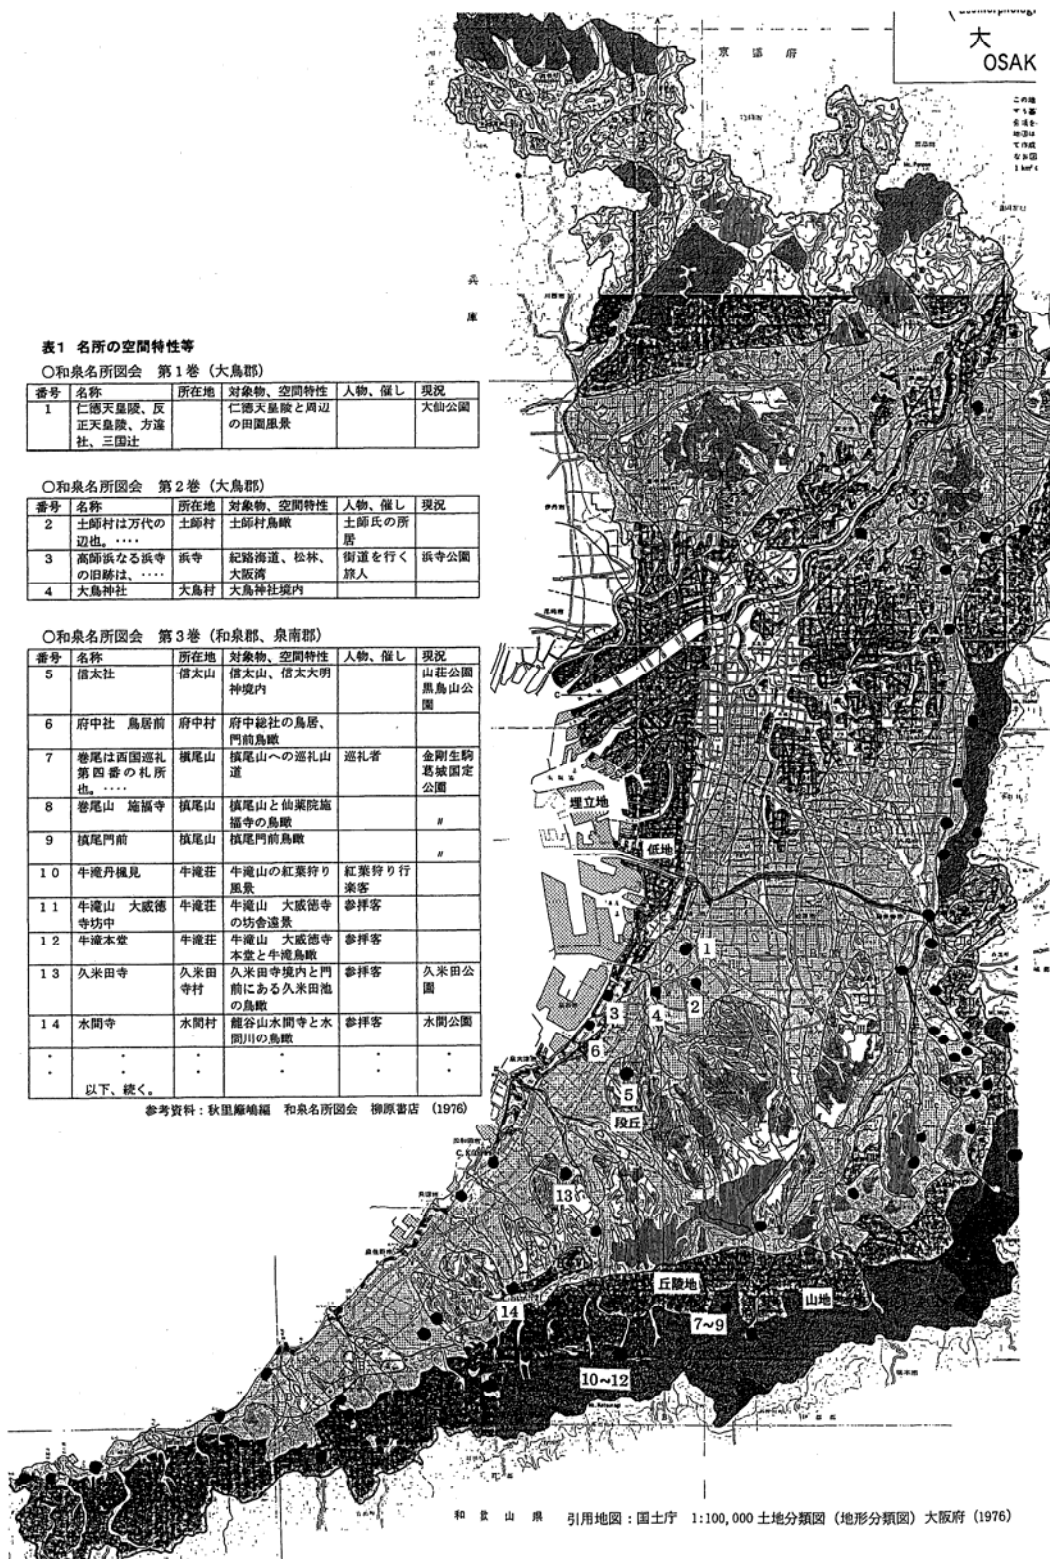 大
OSAK
京都府
この地
兵
庫
表1 名所の空間特性等
○和泉名所図会 第1巻（大鳥郡）
番号 名称 所在地 対象物、空間特性 人物、催し 現況
1 仁徳天皇陵、反 仁徳天皇陵と周辺 大仙公園
正天皇陵、方違 の田園風景
社、三国辻
○和泉名所図会 第2巻（大鳥郡）
番号 名称 所在地 対象物、空間特性 人物、催し 現況
2 土師村は万代の 土師村 土師村鳥瞰 土師氏の所
辺也。‥‥ 居
3 高師浜なる浜寺 浜寺 紀路海道、松林、 街道を行く 浜寺公園
の旧跡は、‥‥ 大阪湾 旅人
4 大鳥神社 大鳥村 大鳥神社境内
○和泉名所図会 第3巻（和泉郡、泉南郡）
番号 名称 所在地 対象物、空間特性 人物、催し 現況
5 信太社 信太山 信太山、信太大明 山荘公園
神境内 黒鳥山公
園
6 府中社 鳥居前 府中村 府中総社の鳥居、
門前鳥瞰
7 巻尾は西国巡礼 槇尾山 槙尾山への巡礼山 巡礼者 金剛生駒
第四番の札所 道 葛城国定
也。‥‥ 公園
8 巻尾山 施福寺 槙尾山 槙尾山と仙薬院施
福寺の鳥瞰 〃
9 槙尾門前 槙尾山 槙尾門前鳥瞰
〃
10 牛滝丹楓見 牛滝荘 牛滝山の紅葉狩り 紅葉狩り行
風景 楽客
11 牛滝山 大威徳 牛滝荘 牛滝山 大威徳寺 参拝客
寺坊中 の坊舎遠景
12 牛滝本堂 牛滝荘 牛滝山 大威徳寺 参拝客
本堂と牛滝鳥瞰
13 久米田寺 久米田 久米田寺境内と門 参拝客 久米田公
寺村 前にある久米田池 園
の鳥瞰
14 水間寺 水間村 龍谷山水間寺と水 参拝客 水間公園
間川の鳥瞰
・ ・ ・ ・ ・ ・
・ ・ ・ ・ ・ ・
以下、続く。
参考資料：秋里籬嶋編 和泉名所図会 柳原書店 （1976）
埋立地
低地
1
2
3
4
6
5
段丘
13
丘陵地
山地
14
7～9
10～12
和歌山県
引用地図：国土庁 1:100,000 土地分類図（地形分類図）大阪府（1976）